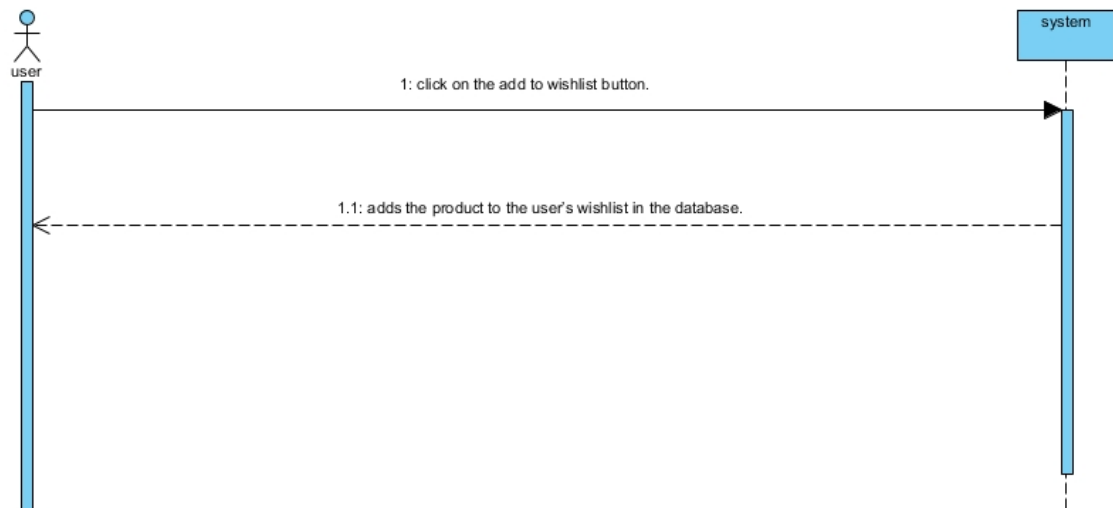 system
user
1: click on the add to wishlist button.
1.1: adds the product to the user's wishlist in the database.